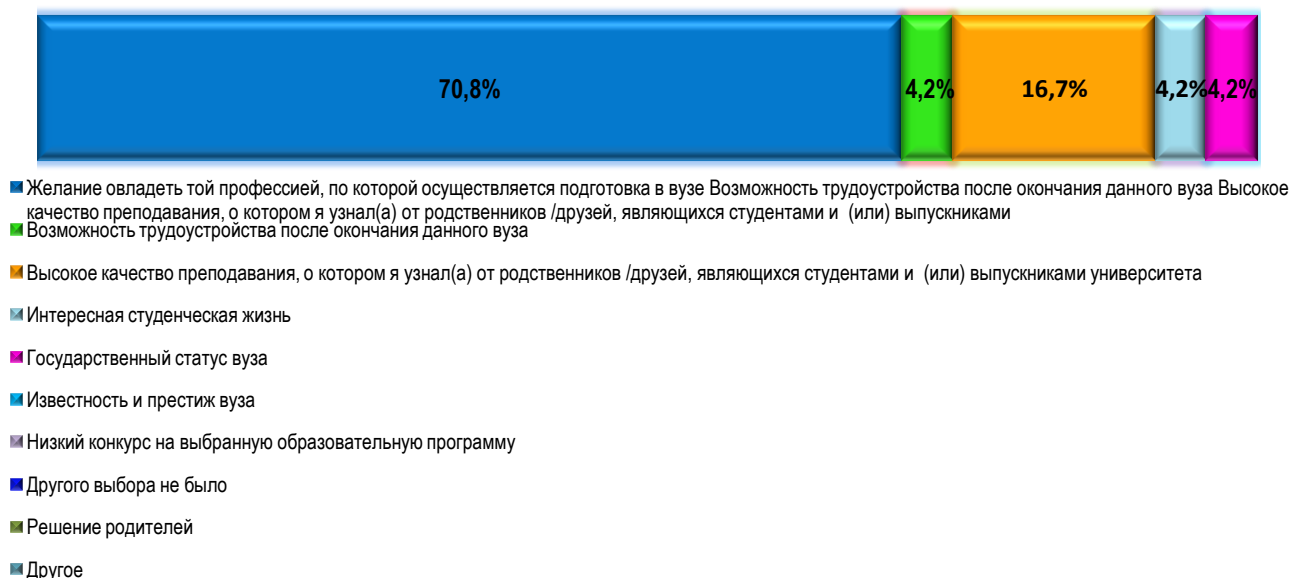 70,8% 4,2% 16,7% 4,2% 4,2%
Желание овладеть той профессией, по которой осуществляется подготовка в вузе Возможность трудоустройства после окончания данного вуза Высокое
качество преподавания, о котором я узнал(а) от родственников /друзей, являющихся студентами и (или) выпускниками
Возможность трудоустройства после окончания данного вуза
Высокое качество преподавания, о котором я узнал(а) от родственников /друзей, являющихся студентами и (или) выпускниками университета
Интересная студенческая жизнь
Государственный статус вуза
Известность и престиж вуза
Низкий конкурс на выбранную образовательную программу
Другого выбора не было
Решение родителей
Другое